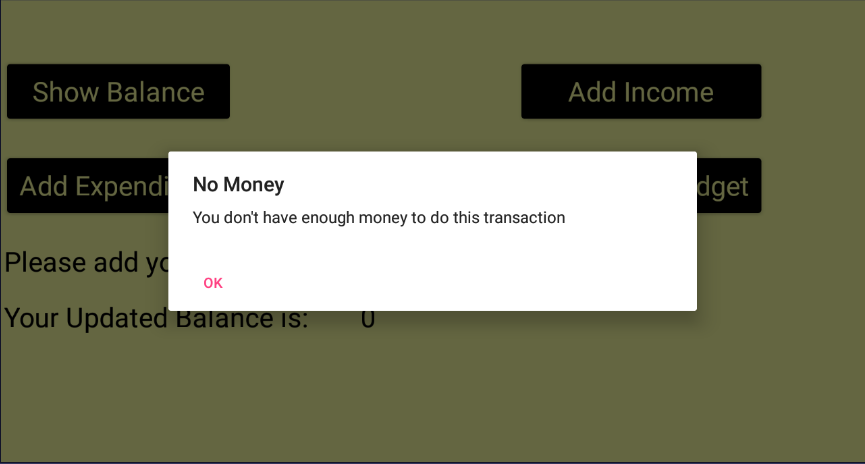 Show Balance
Add Income
Add Expendi
dget
No Money
You don't have enough money to do this transaction
OK
Please add yo
Your Updated Balance is: 0